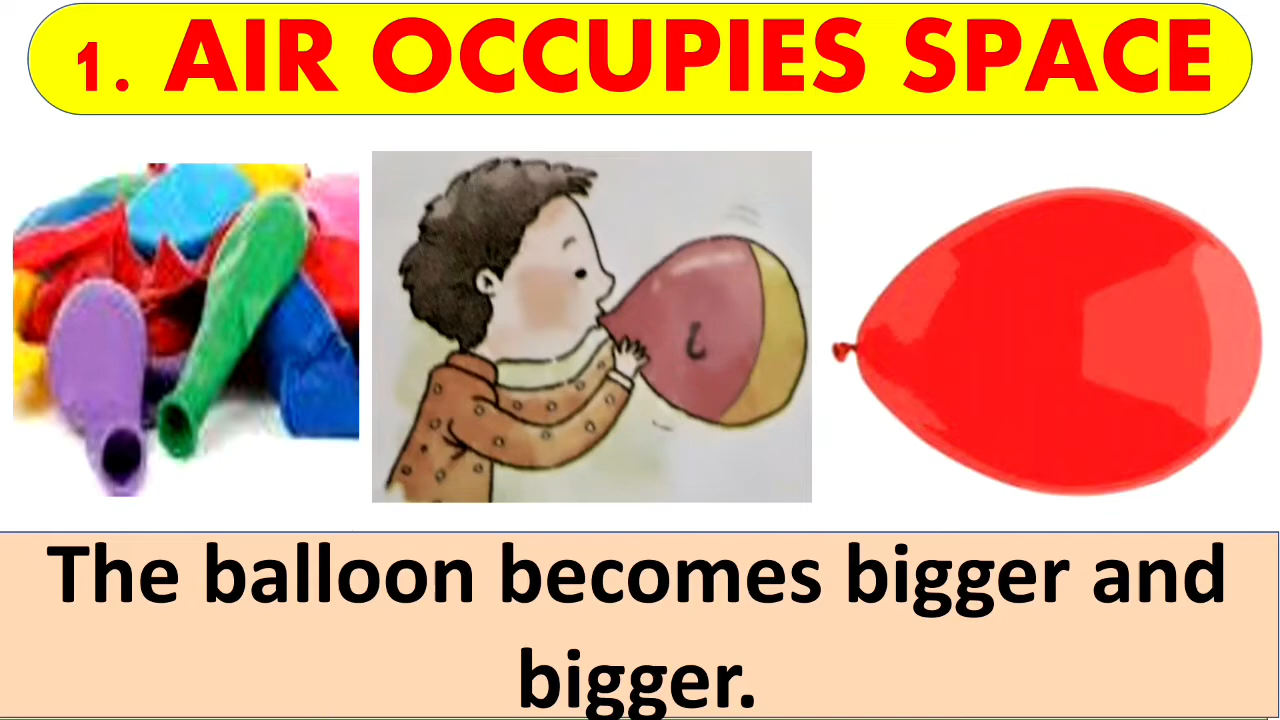 1. AIR OCCUPIES SPACE
The balloon becomes bigger and
bigger.